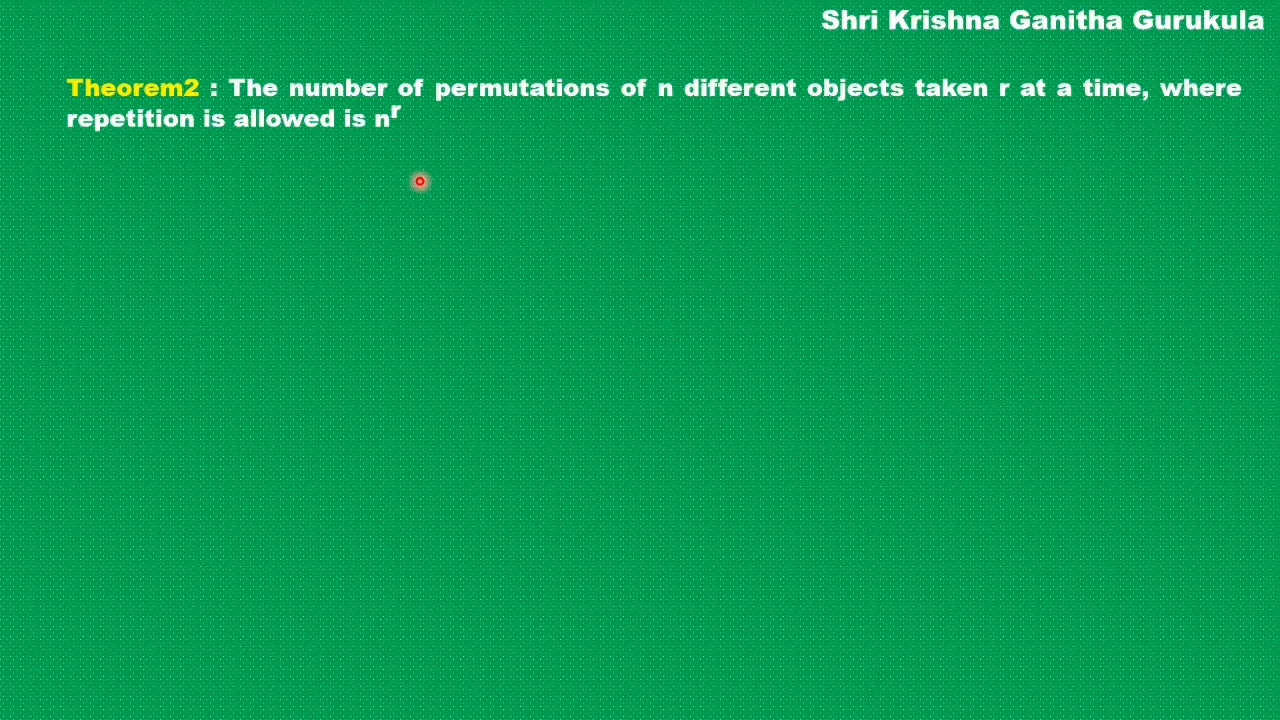 Shri Krishna Ganitha Gurukula
Theorem2 : The number of permutations of n different objects taken r at a time, where
repetition is allowed is n^r